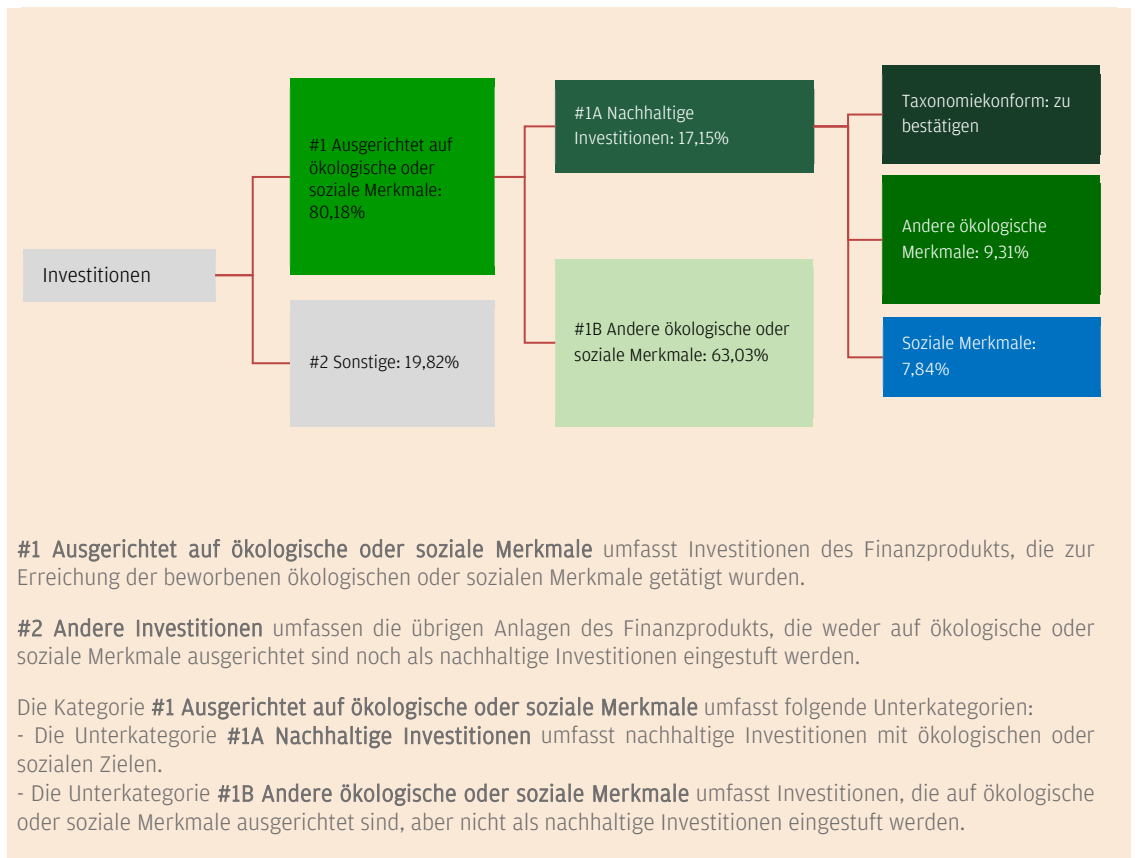 Investitionen
#1 Ausgerichtet auf
ökologische oder
soziale Merkmale:
80,18%
#2 Sonstige: 19,82%
#1A Nachhaltige
Investitionen: 17,15%
#1B Andere ökologische oder
soziale Merkmale: 63,03%
Taxonomiekonform: zu
bestätigen
Andere ökologische
Merkmale: 9,31%
Soziale Merkmale:
7,84%
#1 Ausgerichtet auf ökologische oder soziale Merkmale umfasst Investitionen des Finanzprodukts, die zur
Erreichung der beworbenen ökologischen oder sozialen Merkmale getätigt wurden.
#2 Andere Investitionen umfassen die übrigen Anlagen des Finanzprodukts, die weder auf ökologische oder
soziale Merkmale ausgerichtet sind noch als nachhaltige Investitionen eingestuft werden.
Die Kategorie #1 Ausgerichtet auf ökologische oder soziale Merkmale umfasst folgende Unterkategorien:
- Die Unterkategorie #1A Nachhaltige Investitionen umfasst nachhaltige Investitionen mit ökologischen oder
sozialen Zielen.
- Die Unterkategorie #1B Andere ökologische oder soziale Merkmale umfasst Investitionen, die auf ökologische
oder soziale Merkmale ausgerichtet sind, aber nicht als nachhaltige Investitionen eingestuft werden.